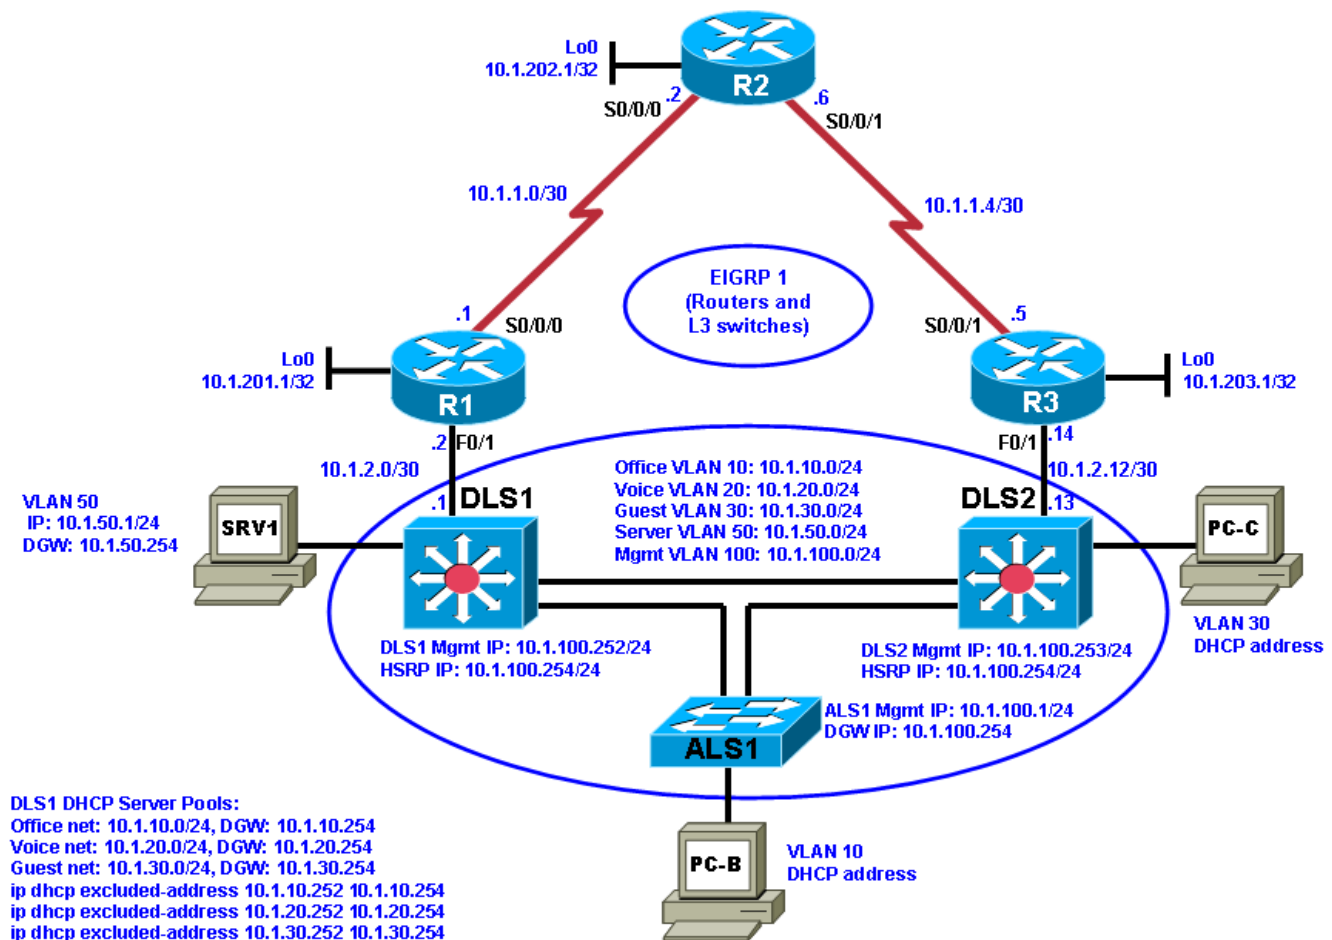 Lo0
10.1.202.1/32
R2
.2
.6
S0/0/0
S0/0/1
10.1.1.0/30
10.1.1.4/30
EIGRP 1
(Routers and
L3 switches)
.1
S0/0/0
.5
S0/0/1
Lo0
10.1.201.1/32
R1
Lo0
10.1.203.1/32
R3
.2
F0/1
10.1.2.0/30
.14
F0/1
10.1.2.12/30
Office VLAN 10: 10.1.10.0/24
Voice VLAN 20: 10.1.20.0/24
Guest VLAN 30: 10.1.30.0/24
Server VLAN 50: 10.1.50.0/24
Mgmt VLAN 100: 10.1.100.0/24
.1
DLS1
DLS2
.13
VLAN 50
IP: 10.1.50.1/24
DGW: 10.1.50.254
SRV1
PC-C
VLAN 30
DHCP address
DLS1 Mgmt IP: 10.1.100.252/24
HSRP IP: 10.1.100.254/24
DLS2 Mgmt IP: 10.1.100.253/24
HSRP IP: 10.1.100.254/24
ALS1 Mgmt IP: 10.1.100.1/24
DGW IP: 10.1.100.254
ALS1
DLS1 DHCP Server Pools:
Office net: 10.1.10.0/24, DGW: 10.1.10.254
Voice net: 10.1.20.0/24, DGW: 10.1.20.254
Guest net: 10.1.30.0/24, DGW: 10.1.30.254
ip dhcp excluded-address 10.1.10.252 10.1.10.254
ip dhcp excluded-address 10.1.20.252 10.1.20.254
ip dhcp excluded-address 10.1.30.252 10.1.30.254
PC-B
VLAN 10
DHCP address